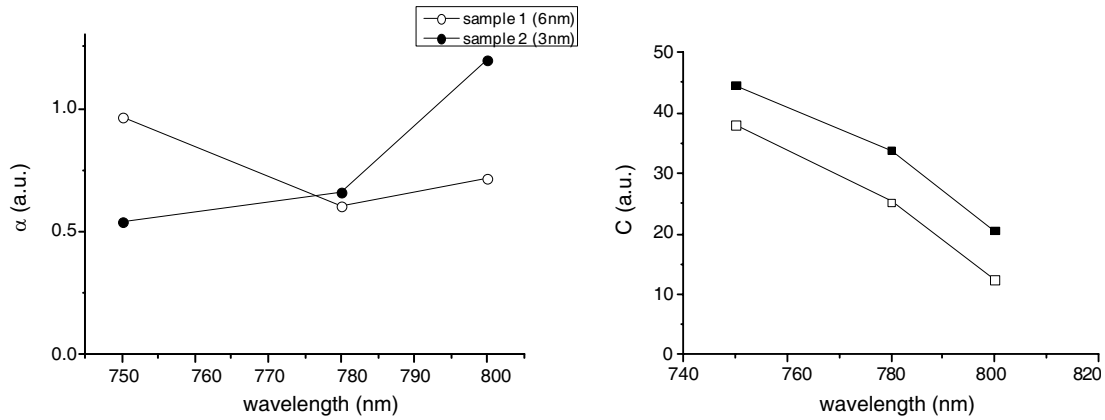 sample 1 (6nm)
sample 2 (3nm)
1.0
0.5
0.0
α (a.u.)
750 760 770 780 790 800
wavelength (nm)
50
40
30
20
10
0
C (a.u.)
740 760 780 800 820
wavelength (nm)